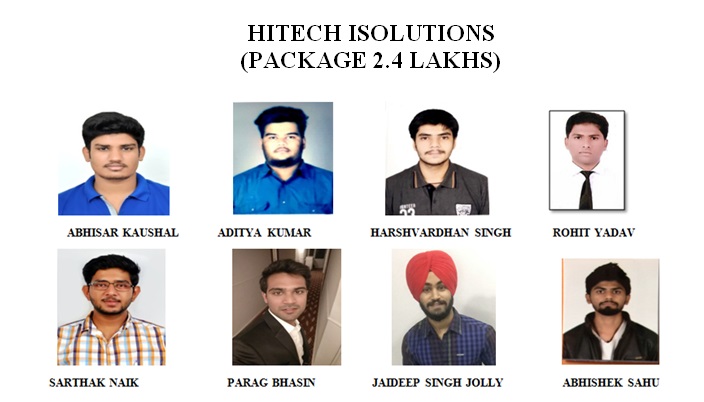 HITECH ISOLUTIONS
(PACKAGE 2.4 LAKHS)
ABHISAR KAUSHAL
ADITYA KUMAR
HARSHVARDHAN SINGH
ROHIT YADAV
SARTHAK NAIK
PARAG BHASIN
JAIDEEP SINGH JOLLY
ABHISHEK SAHU